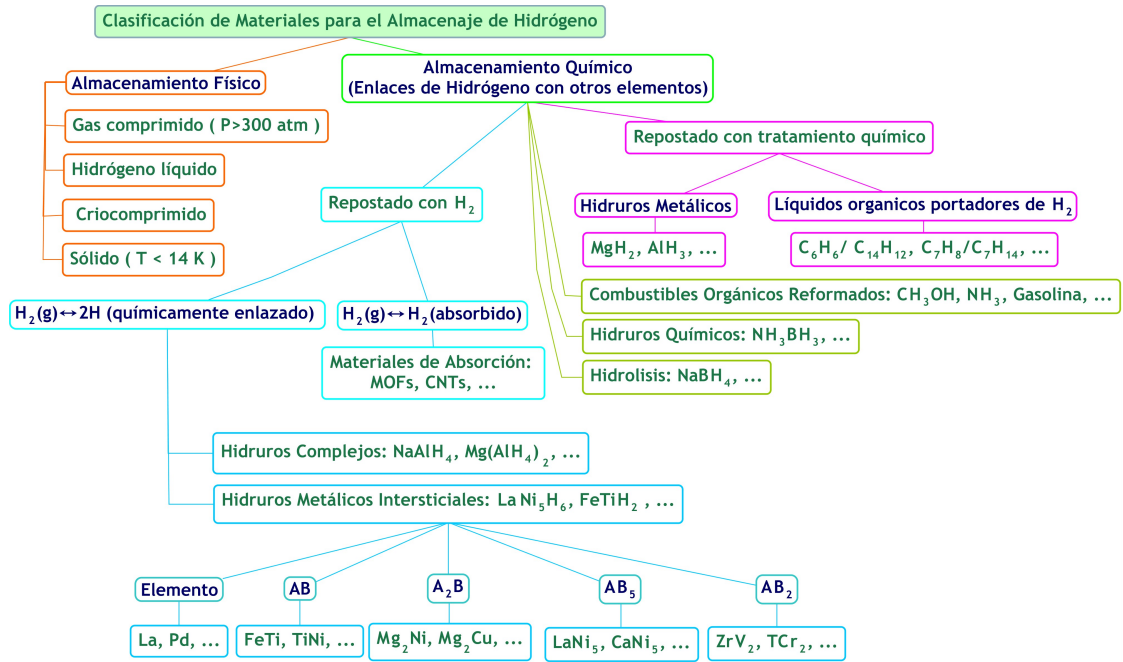 Clasificación de Materiales para el Almacenaje de Hidrógeno
Almacenamiento Físico
Gas comprimido ( P>300 atm )
Hidrógeno líquido
Criocomprimido
Sólido ( T < 14 K )
Almacenamiento Químico
(Enlaces de Hidrógeno con otros elementos)
Repostado con tratamiento químico
Hidruros Metálicos
MgH₂, AlH₃, ...
Líquidos organicos portadores de H₂
C₆H₆/ C₁₄H₁₂, C₇H₈/C₇H₁₄, ...
Combustibles Orgánicos Reformados: CH₃OH, NH₃, Gasolina, ...
Hidruros Químicos: NH₃BH₃, ...
Hidrolisis: NaBH₄, ...
Repostado con H₂
H₂(g)↔2H (químicamente enlazado)
H₂(g)↔H₂(absorbido)
Materiales de Absorción:
MOFs, CNTs, ...
Hidruros Complejos: NaAlH₄, Mg(AlH₄)₂, ...
Hidruros Metálicos Intersticiales: La Ni₅H₆, FeTiH₂ , ...
Elemento
La, Pd, ...
AB
FeTi, TiNi, ...
A₂B
Mg₂Ni, Mg₂Cu, ...
AB₅
LaNi₅, CaNi₅, ...
AB₂
ZrV₂, TCr₂, ...